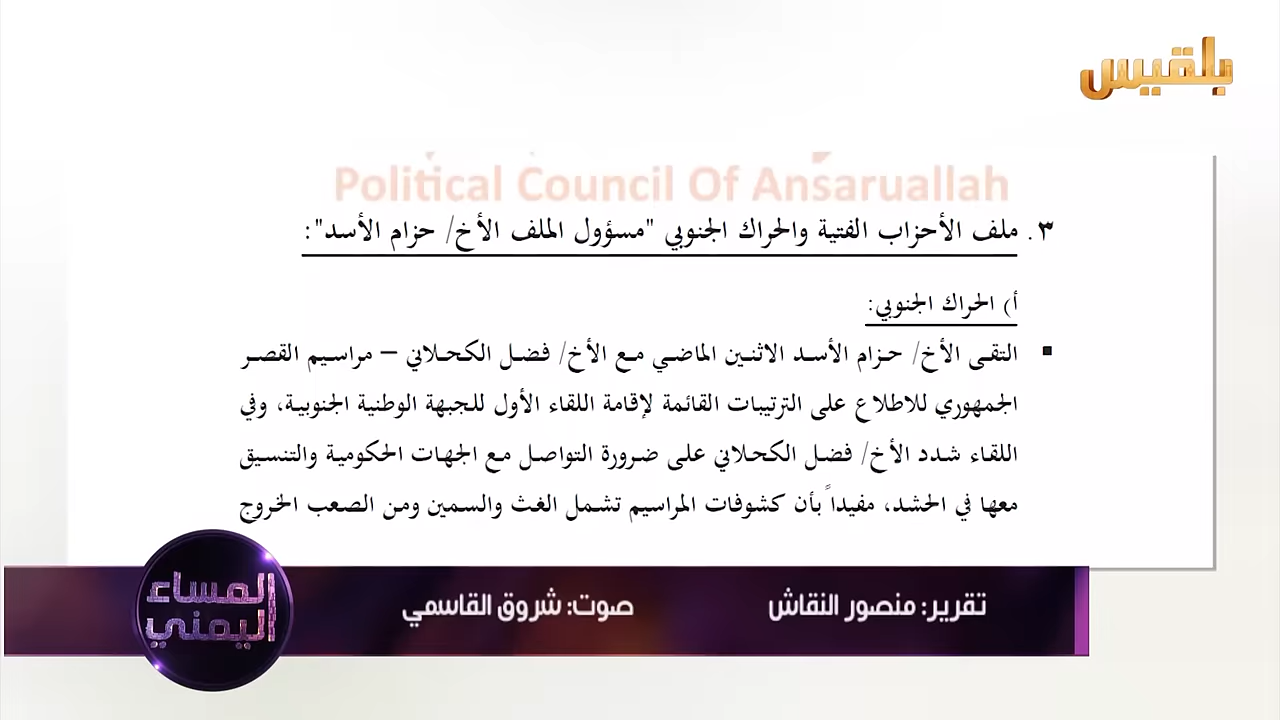 بلقيس
Political Council Of Ansaruallah
٣. ملف الأحزاب الفتية والحراك الجنوبي "مسؤول الملف الأخ/ حزام الأسد":
أ) الحراك الجنوبي:
▪ التقى الأخ/ حزام الأسد الاثنين الماضي مع الأخ/ فضل الكحلاني – مراسيم القصر
الجمهوري للاطلاع على الترتيبات القائمة لإقامة اللقاء الأول للجبهة الوطنية الجنوبية، وفي
اللقاء شدد الأخ/ فضل الكحلاني على ضرورة التواصل مع الجهات الحكومية والتنسيق
معها في الحشد، مفيداً بأن كشوفات المراسيم تشمل الغث والسمين ومن الصعب الخروج
تقرير: منصور النقاش
صوت: شروق القاسمي
المساء
اليمني